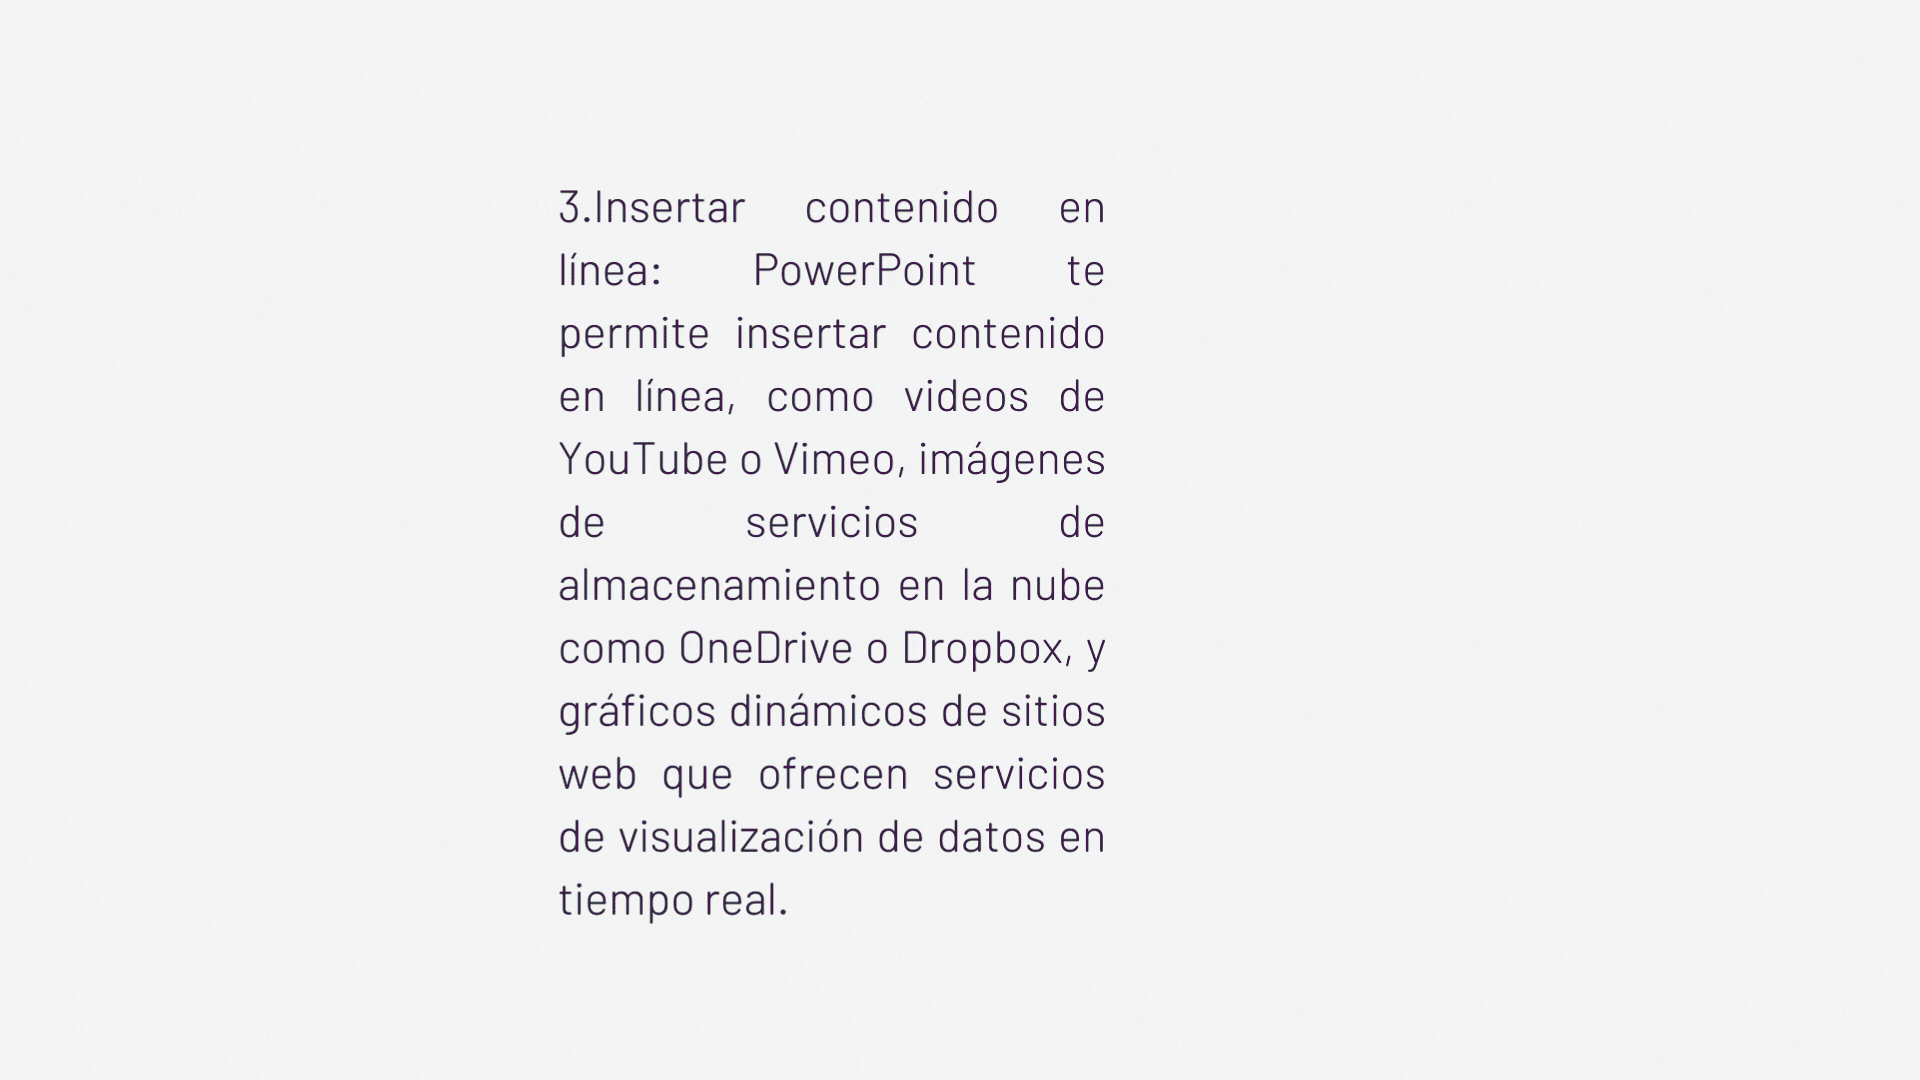 3.Insertar contenido en
línea: PowerPoint te
permite insertar contenido
en línea, como videos de
YouTube o Vimeo, imágenes
de servicios de
almacenamiento en la nube
como OneDrive o Dropbox, y
gráficos dinámicos de sitios
web que ofrecen servicios
de visualización de datos en
tiempo real.